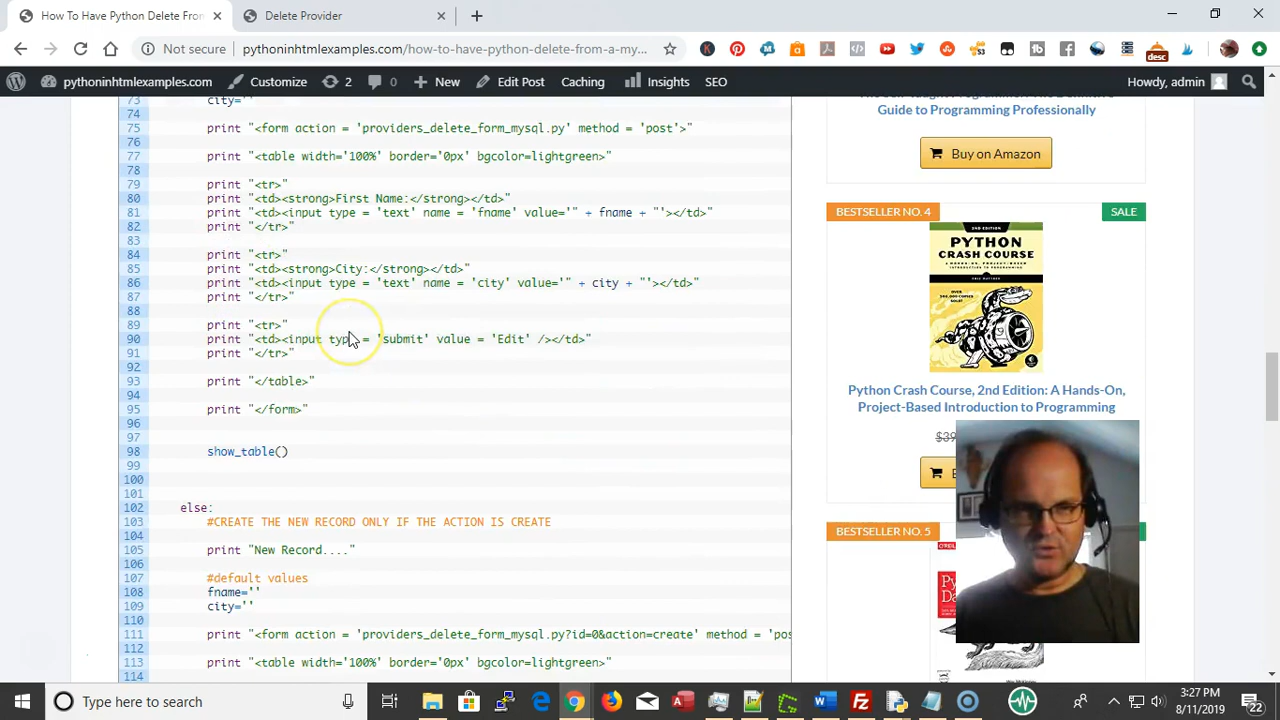 How To Have Python Delete From
Delete Provider
Not secure
pythoninhtmlexamples.com/how-to-have-python-delete-from-a-my...
desc
pythoninhtmlexamples.com
Customize
2
0
New
Edit Post
Caching
Insights
SEO
Howdy, admin
73 city=''
74
75 print "<form action = 'providers_delete_form_mysql.py' method = 'post'>"
76
77 print "<table width='100%' border='0px' bgcolor=lightgreen>"
78
79 print "<tr>"
80 print "<td><strong>First Name:</strong></td>"
81 print "<td><input type = 'text' name = 'fname' value='" + fname + "'></td>"
82 print "</tr>"
83
84 print "<tr>"
85 print "<td><strong>City:</strong></td>"
86 print "<td><input type = 'text' name = 'city' value='" + city + "'></td>"
87 print "</tr>"
88
89 print "<tr>"
90 print "<td><input type = 'submit' value = 'Edit' /></td>"
91 print "</tr>"
92
93 print "</table>"
94
95 print "</form>"
96
97
98 show_table()
99
100
101
102 else:
103 #CREATE THE NEW RECORD ONLY IF THE ACTION IS CREATE
104
105 print "New Record...."
106
107 #default values
108 fname=''
109 city=''
110
111 print "<form action = 'providers_delete_form_mysql.py?id=0&action=create' method = 'pos
112
113 print "<table width='100%' border='0px' bgcolor=lightgreen>"
114
Guide to Programming Professionally
Buy on Amazon
BESTSELLER NO. 4
SALE
2ND EDITION
PYTHON
CRASH COURSE
Python Crash Course, 2nd Edition: A Hands-On,
Project-Based Introduction to Programming
$39
BESTSELLER NO. 5
O'REIL
Type here to search
3:27 PM
8/11/2019
22